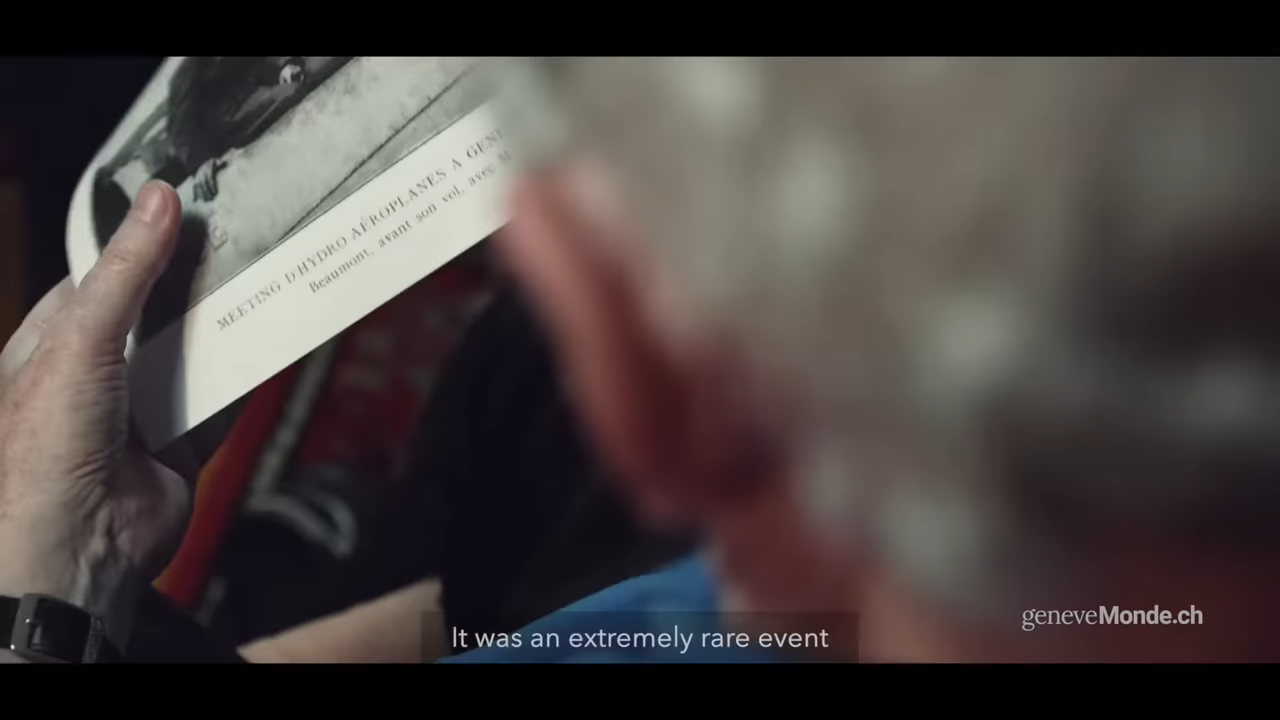 MEETING D'HYDRO AÉROPLANES A GENE
Beaumont, avant son vol, avec M
geneveMonde.ch
It was an extremely rare event